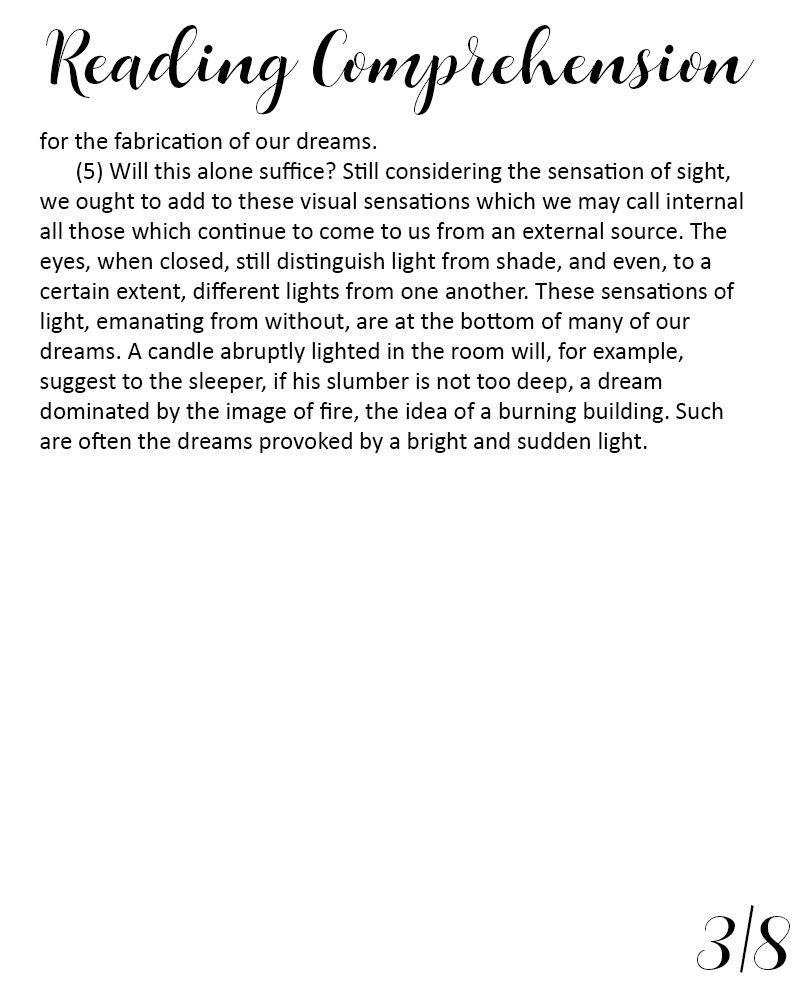 Reading Comprehension
for the fabrication of our dreams.
(5) Will this alone suffice? Still considering the sensation of sight,
we ought to add to these visual sensations which we may call internal
all those which continue to come to us from an external source. The
eyes, when closed, still distinguish light from shade, and even, to a
certain extent, different lights from one another. These sensations of
light, emanating from without, are at the bottom of many of our
dreams. A candle abruptly lighted in the room will, for example,
suggest to the sleeper, if his slumber is not too deep, a dream
dominated by the image of fire, the idea of a burning building. Such
are often the dreams provoked by a bright and sudden light.
3/8